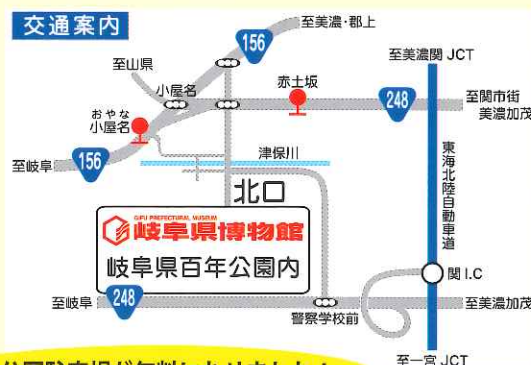 交通案内
至美濃・郡上
156
至山県
小屋名
赤土坂
至美濃関 JCT
248
至関市街
美濃加茂
おやな
小屋名
至岐阜
156
津保川
東海北陸自動車道
北口
GIFU PREFECTURAL MUSEUM
岐阜県博物館
岐阜県百年公園内
関 I.C
至岐阜
248
警察学校前
至美濃加茂
至一宮 JCT